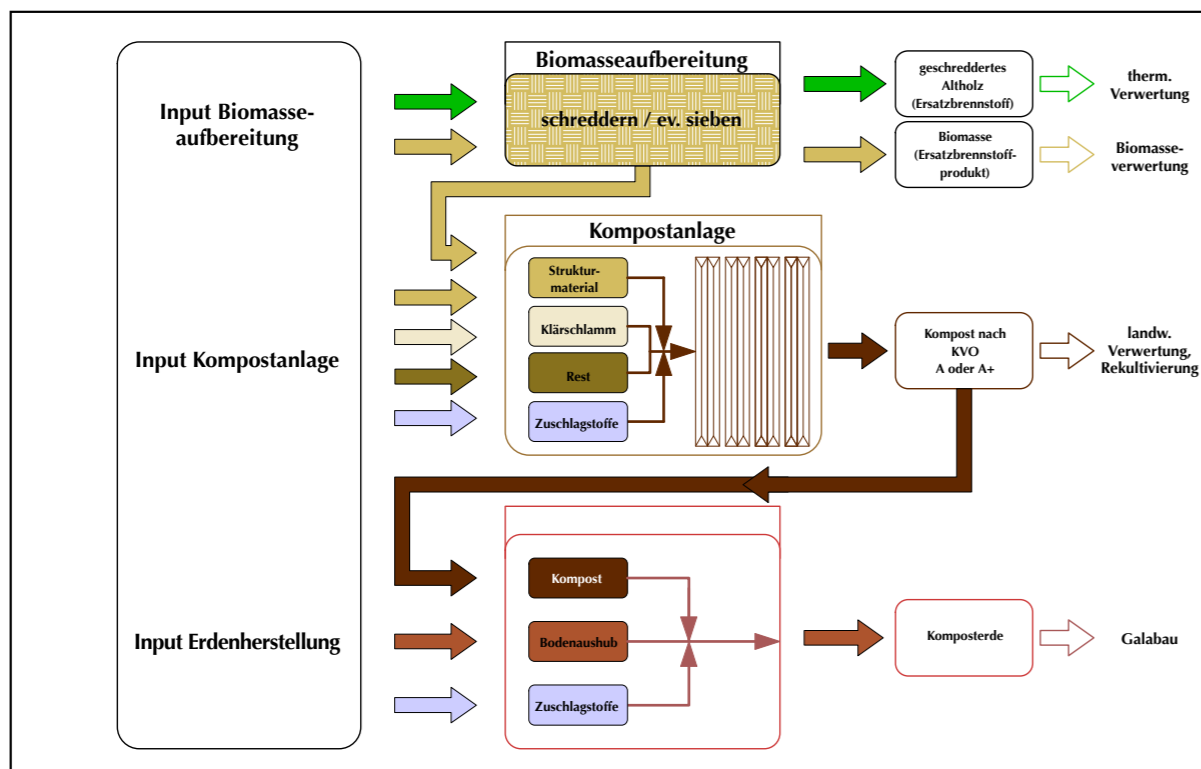 Input Biomasse-
aufbereitung
Biomasseaufbereitung
schreddern / ev. sieben
geschreddertes
Altholz
(Ersatzbrennstoff)
therm.
Verwertung
Biomasse
(Ersatzbrennstoff-
produkt)
Biomasse-
verwertung
Input Kompostanlage
Kompostanlage
Struktur-
material
Klärschlamm
Rest
Zuschlagstoffe
Kompost nach
KVO
A oder A+
landw.
Verwertung,
Rekultivierung
Input Erdenherstellung
Kompost
Bodenaushub
Zuschlagstoffe
Komposterde
Galabau